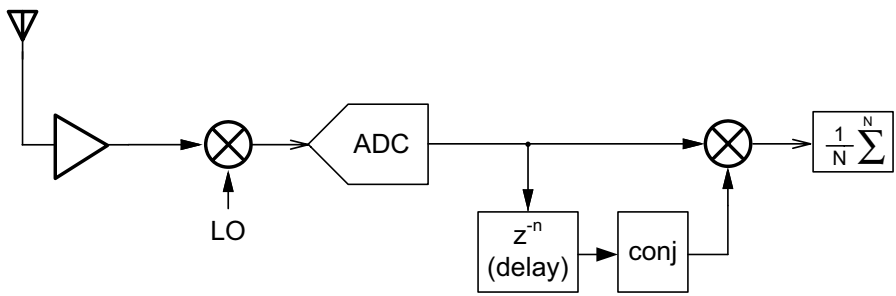 ADC
LO
z^-n
(delay)
conj
1/N ∑ N